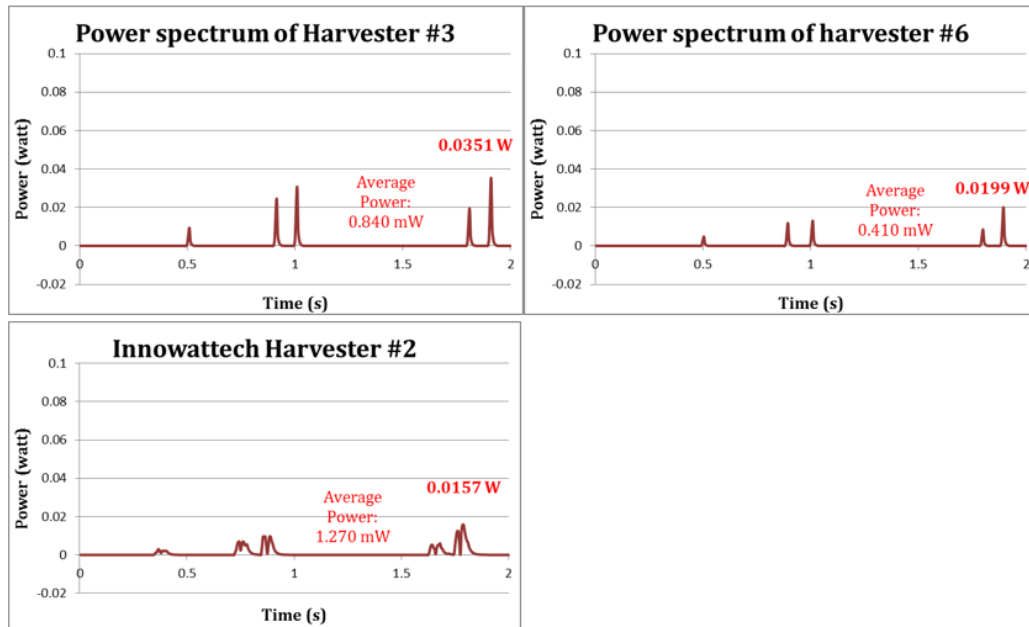 Power spectrum of Harvester #3
0.1
0.08
0.06
0.04
0.02
0
-0.02
Power (watt)
0.0351 W
Average
Power:
0.840 mW
0
0.5
1
1.5
2
Time (s)
Power spectrum of harvester #6
0.1
0.08
0.06
0.04
0.02
0
-0.02
Power (watt)
0.0199 W
Average
Power:
0.410 mW
0
0.5
1
1.5
2
Time (s)
Innowattech Harvester #2
0.1
0.08
0.06
0.04
0.02
0
-0.02
Power (watt)
0.0157 W
Average
Power:
1.270 mW
0
0.5
1
1.5
2
Time (s)